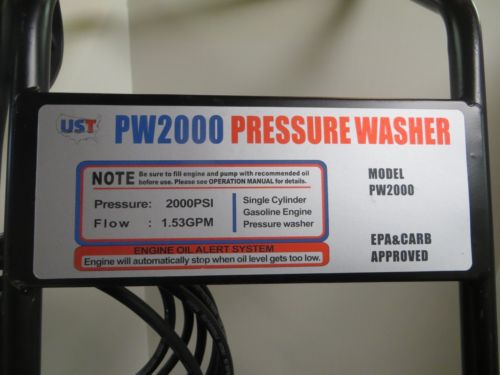 UST PW2000 PRESSURE WASHER
NOTE Be sure to fill engine and pump with recommended oil
before use. Please see OPERATION MANUAL for details.
Pressure: 2000PSI
Flow : 1.53GPM
Single Cylinder
Gasoline Engine
Pressure washer
ENGINE OIL ALERT SYSTEM
Engine will automatically stop when oil level gets too low.
MODEL
PW2000
EPA&CARB
APPROVED